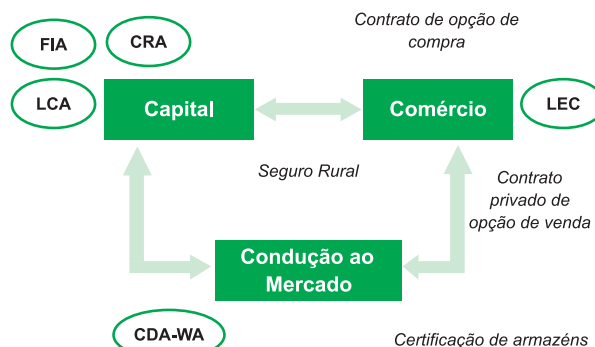 Contrato de opção de
compra
FIA
CRA
LCA
Capital
Comércio
LEC
Seguro Rural
Contrato
privado de
opção de venda
Condução ao
Mercado
CDA-WA
Certificação de armazéns